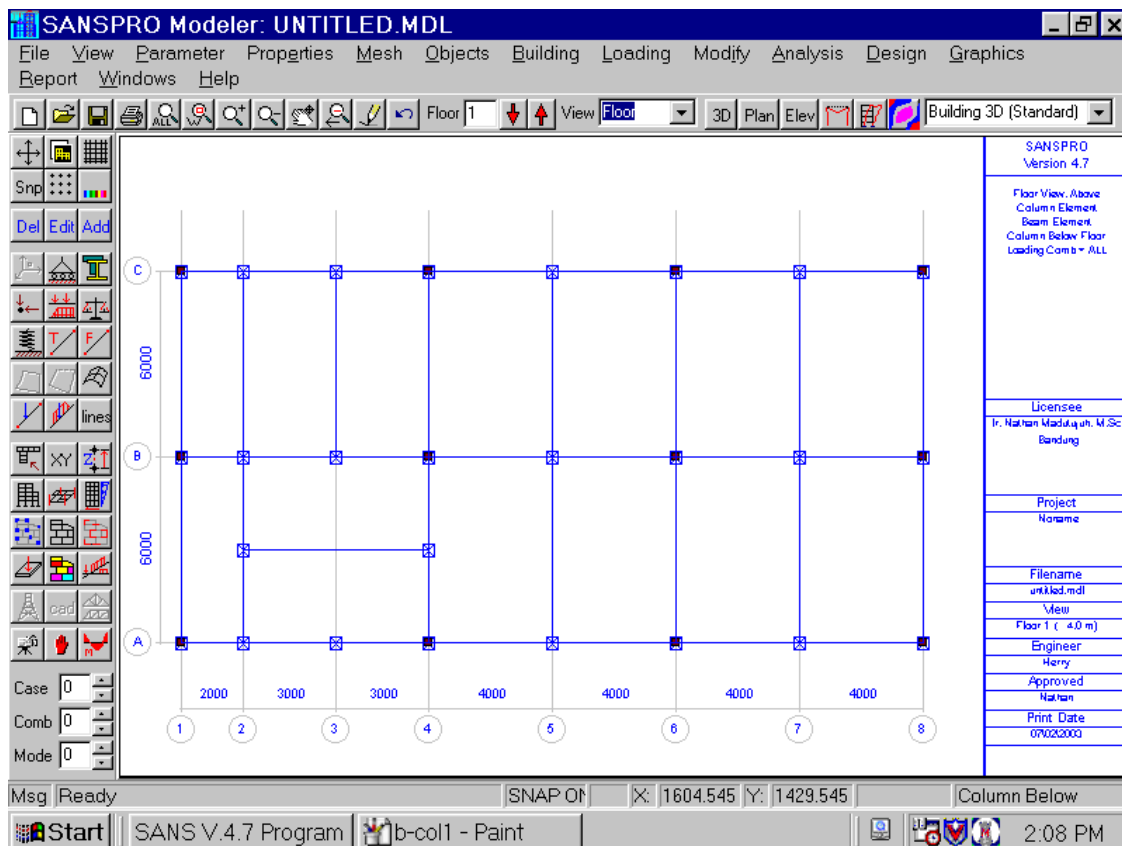 SANSPRO Modeler: UNTITLED.MDL
File View Parameter Properties Mesh Objects Building Loading Modify Analysis Design Graphics
Report Windows Help
ALL Floor 1 View Floor 3D Plan Elev Building 3D (Standard)
Snp
Del Edit Add
T F
lines
XY Z
cad
M
Case 0
Comb 0
Mode 0
C
6000
B
6000
A
2000 3000 3000 4000 4000 4000 4000
1 2 3 4 5 6 7 8
SANSPRO
Version 4.7
Floor View, Above
Column Element
Beam Element
Column Below Floor
Loading Comb = ALL
Licensee
Ir. Nathan Madutujuh, M.Sc
Bandung
Project
Noname
Filename
untitled.mdl
View
Floor 1 ( 4.0 m)
Engineer
Herry
Approved
Nathan
Print Date
07\02\2003
Msg Ready SNAP ON X: 1604.545 Y: 1429.545 Column Below
Start SANS V.4.7 Program b-col1 - Paint 2:08 PM